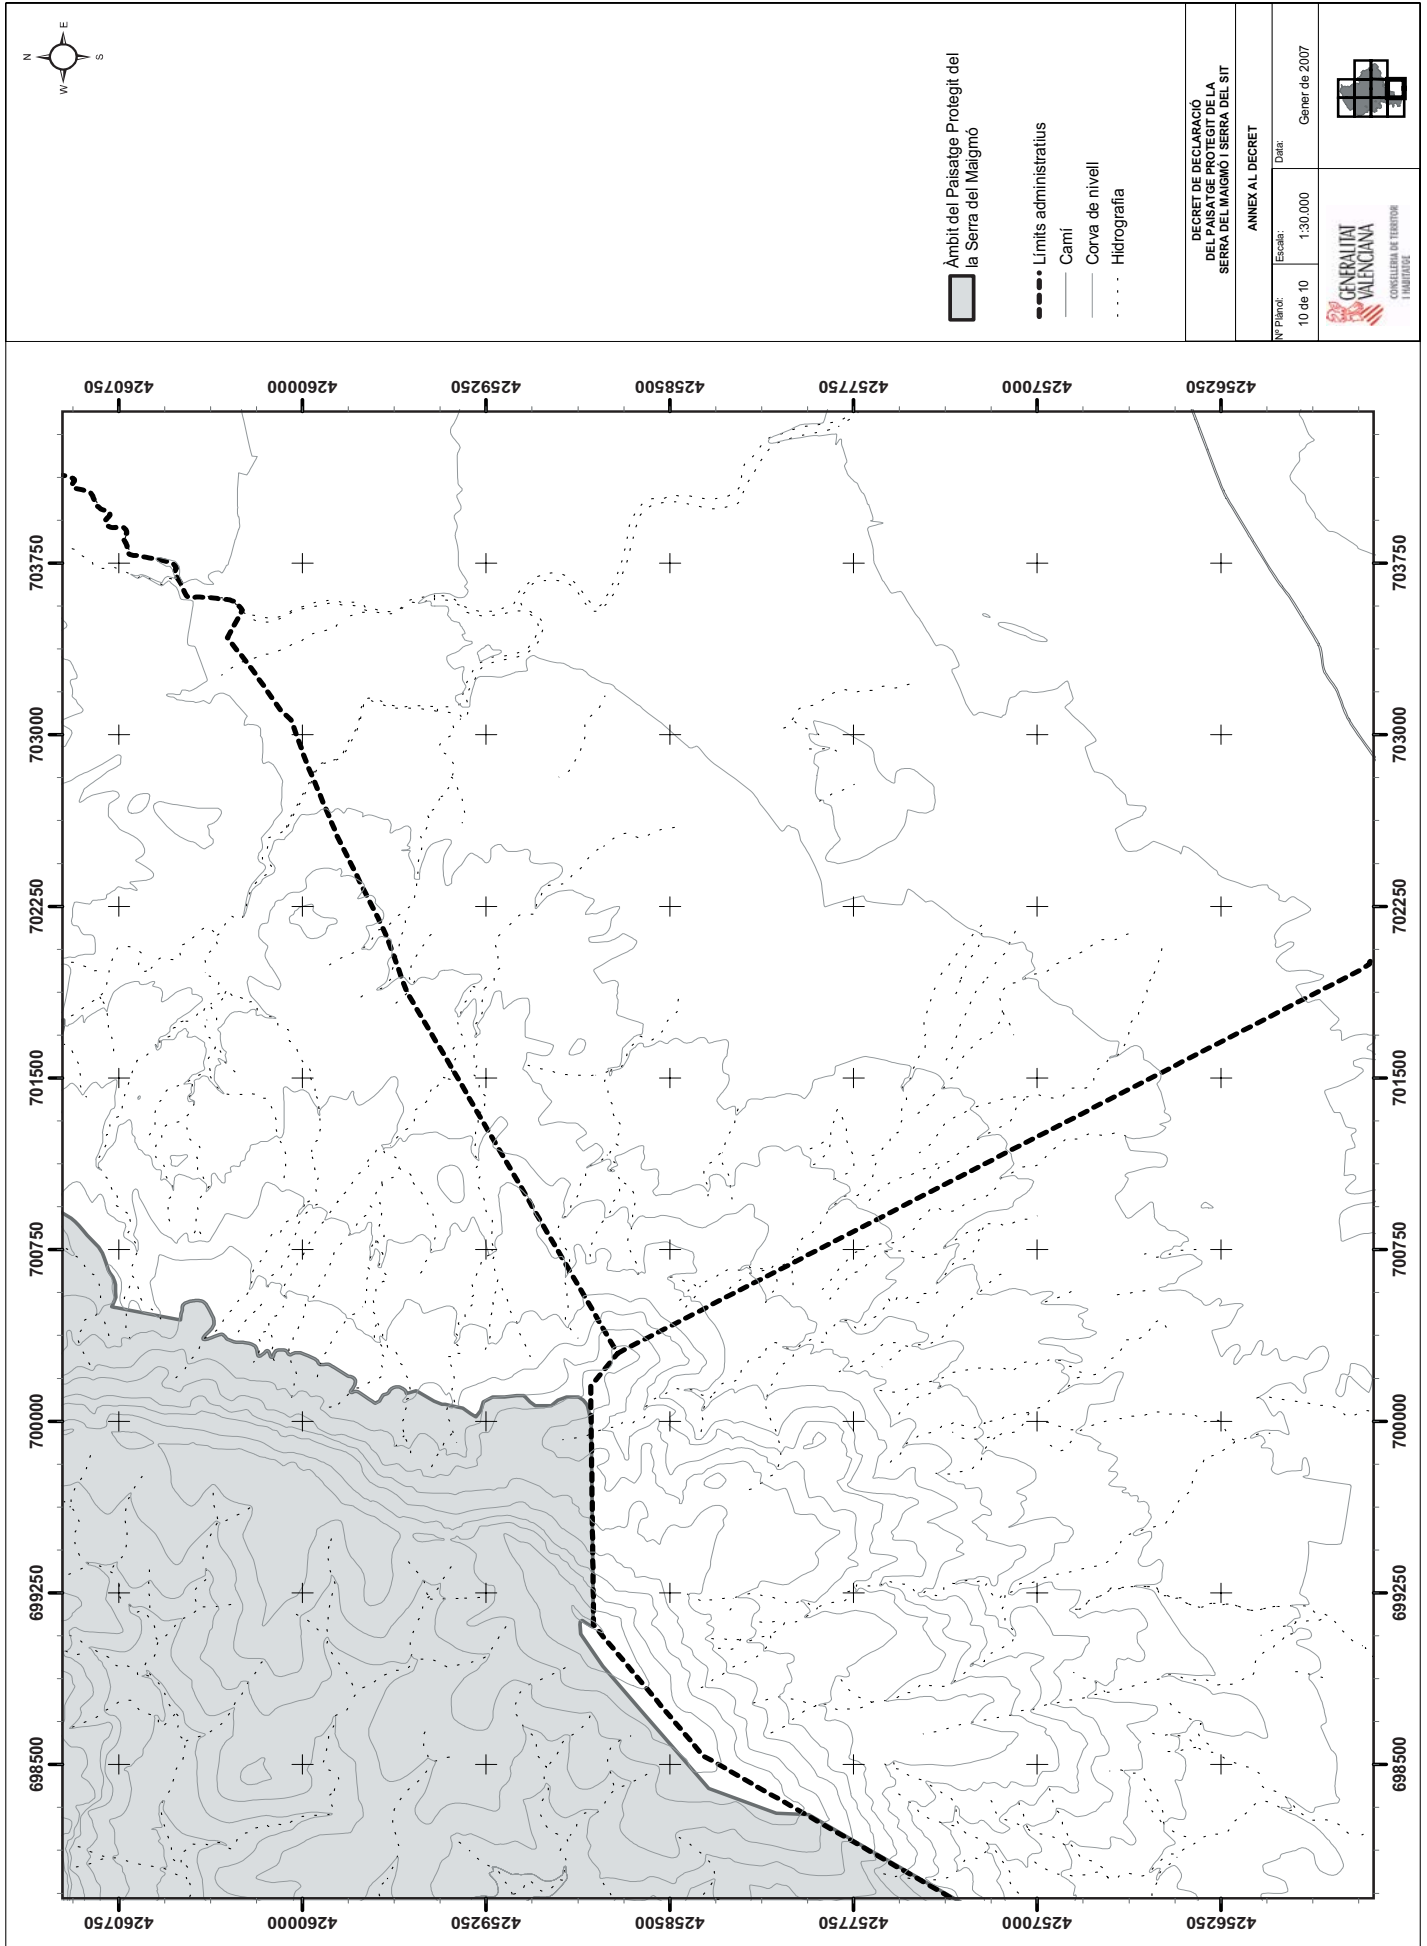 N
E
W
S
Àmbit del Paisatge Protegit del
la Serra del Maigmó
Límits administratius
Camí
Corva de nivell
Hidrografia
DECRET DE DECLARACIÓ
DEL PAISATGE PROTEGIT DE LA
SERRA DEL MAIGMÓ I SERRA DEL SIT
ANNEX AL DECRET
Nº Plànol:
10 de 10
Escala:
1:30.000
Data:
Gener de 2007
GENERALITAT
VALENCIANA
CONSELLERIA DE TERRITORI
I HABITATGE
698500
699250
700000
700750
701500
702250
703000
703750
4260750
4260000
4259250
4258500
4257750
4257000
4256250
4260750
4260000
4259250
4258500
4257750
4257000
4256250
698500
699250
700000
700750
701500
702250
703000
703750